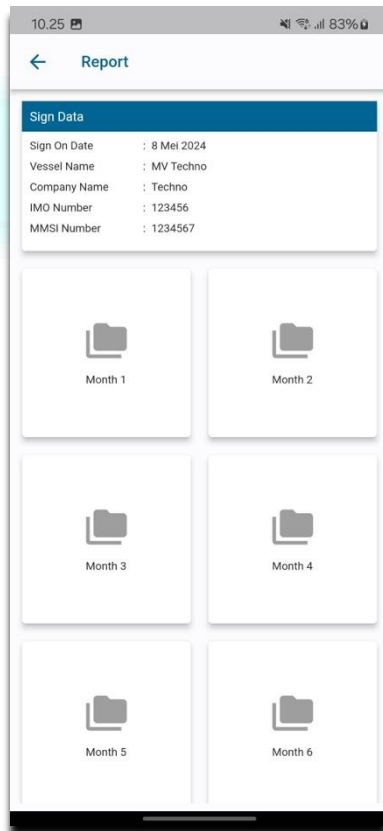 10.25 83%
Report
Sign Data
Sign On Date : 8 Mei 2024
Vessel Name : MV Techno
Company Name : Techno
IMO Number : 123456
MMSI Number : 1234567
Month 1 Month 2
Month 3 Month 4
Month 5 Month 6